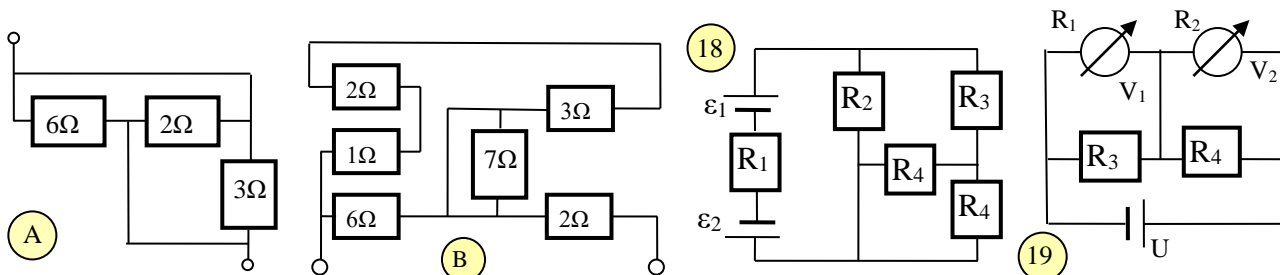 6Ω 2Ω
3Ω
A
2Ω
3Ω
1Ω
7Ω
6Ω
2Ω
B
18
ε₁
R₁
ε₂
R₂
R₃
R₄
R₄
R₁ R₂
V₁ V₂
R₃ R₄
U
19